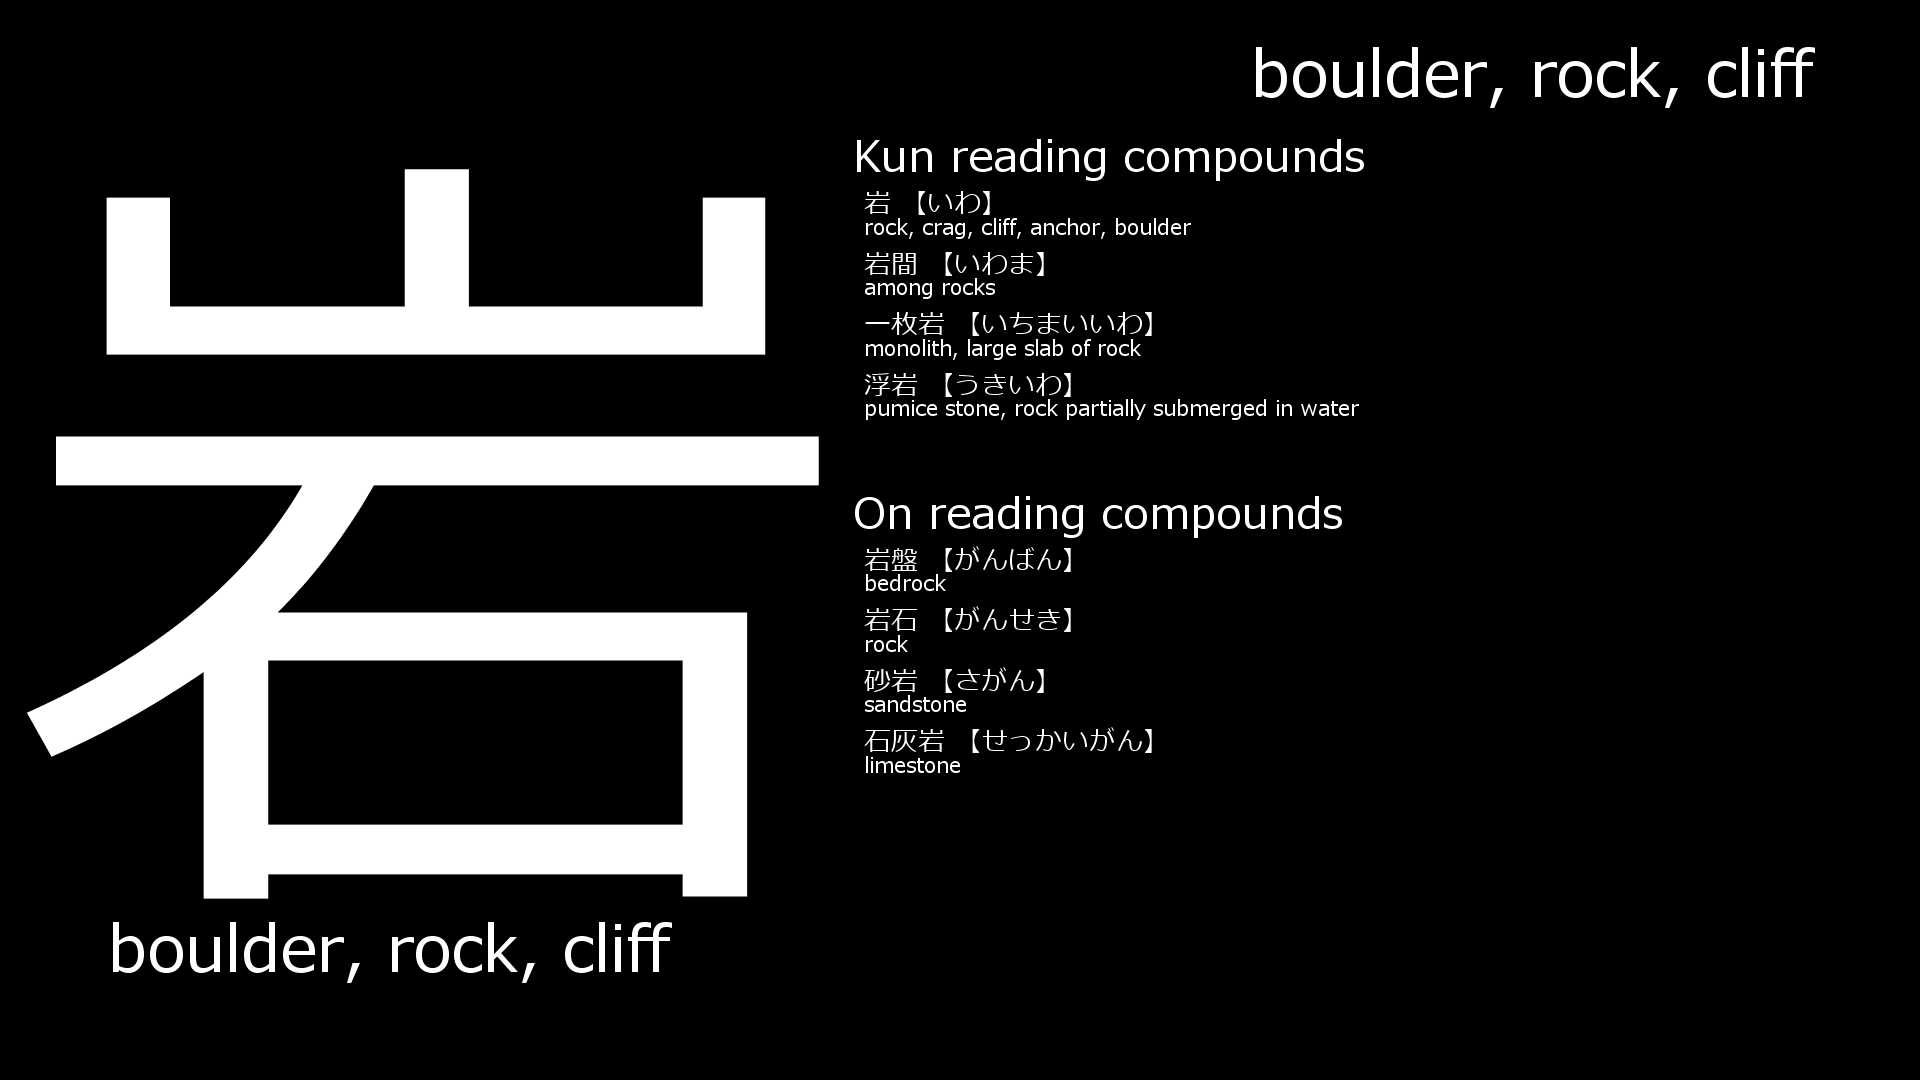 岩
boulder, rock, cliff
boulder, rock, cliff
Kun reading compounds
岩 【いわ】
rock, crag, cliff, anchor, boulder
岩間 【いわま】
among rocks
一枚岩 【いちまいいわ】
monolith, large slab of rock
浮岩 【うきいわ】
pumice stone, rock partially submerged in water
On reading compounds
岩盤 【がんばん】
bedrock
岩石 【がんせき】
rock
砂岩 【さがん】
sandstone
石灰岩 【せっかいがん】
limestone